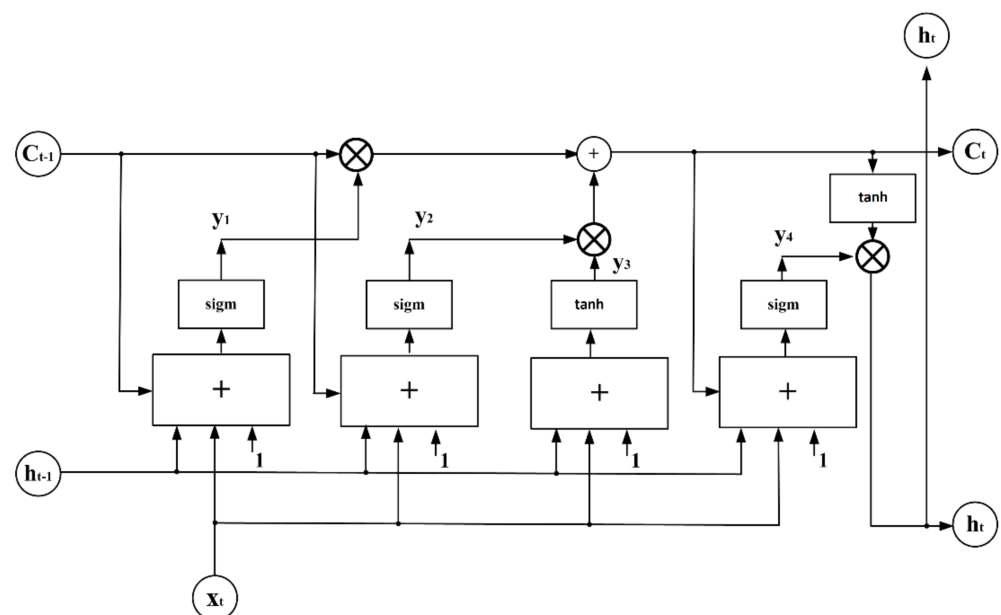 ht
Ct-1
+
Ct
tanh
y1
y2
y3
y4
sigm
sigm
tanh
sigm
+
+
+
+
1
1
1
1
ht-1
ht
xt